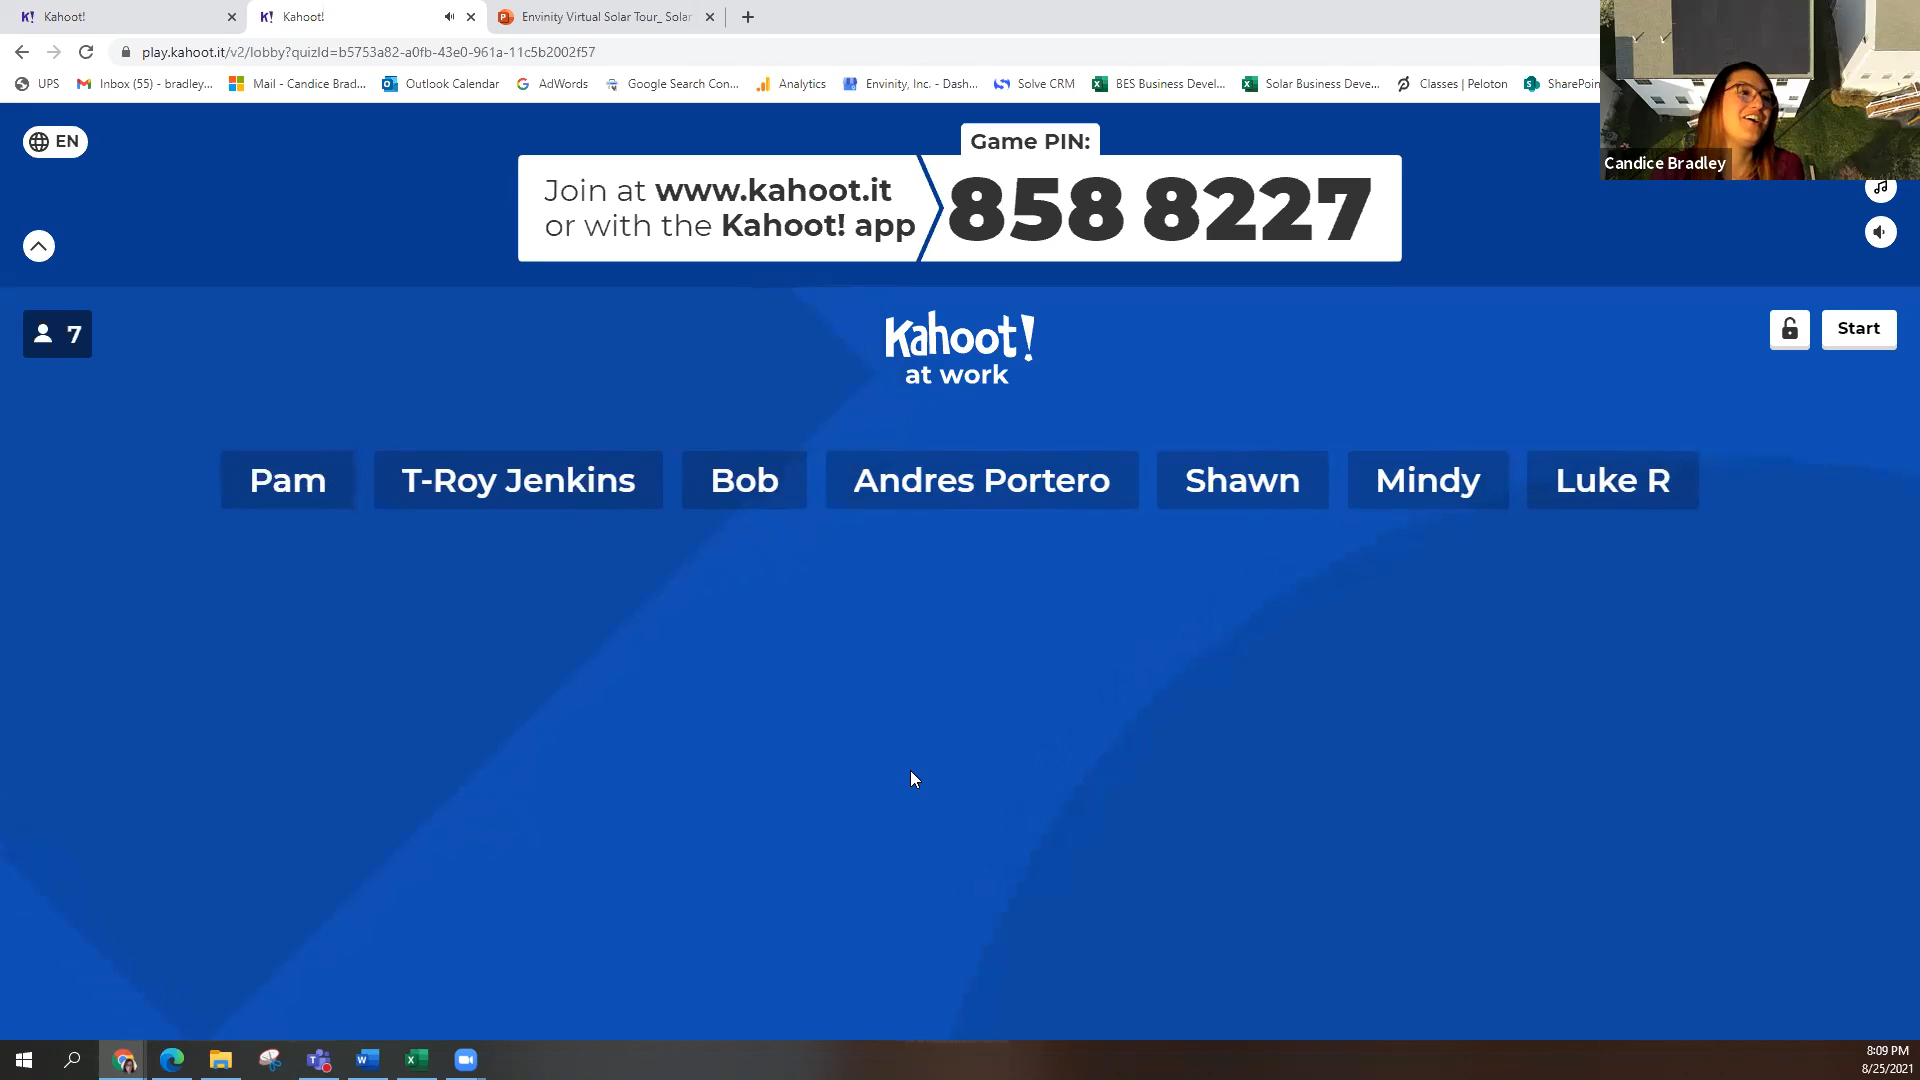 Kahoot!
Kahoot!
Envinity Virtual Solar Tour_ Solar
play.kahoot.it/v2/lobby?quizId=b5753a82-a0fb-43e0-961a-11c5b2002f57
UPS
Inbox (55) - bradley...
Mail - Candice Brad...
Outlook Calendar
AdWords
Google Search Con...
Analytics
Envinity, Inc. - Dash...
Solve CRM
BES Business Devel...
Solar Business Deve...
Classes | Peloton
SharePoin
Candice Bradley
EN
Game PIN:
Join at www.kahoot.it
or with the Kahoot! app
858 8227
7
Kahoot!
at work
Start
Pam
T-Roy Jenkins
Bob
Andres Portero
Shawn
Mindy
Luke R
8:09 PM
8/25/2021